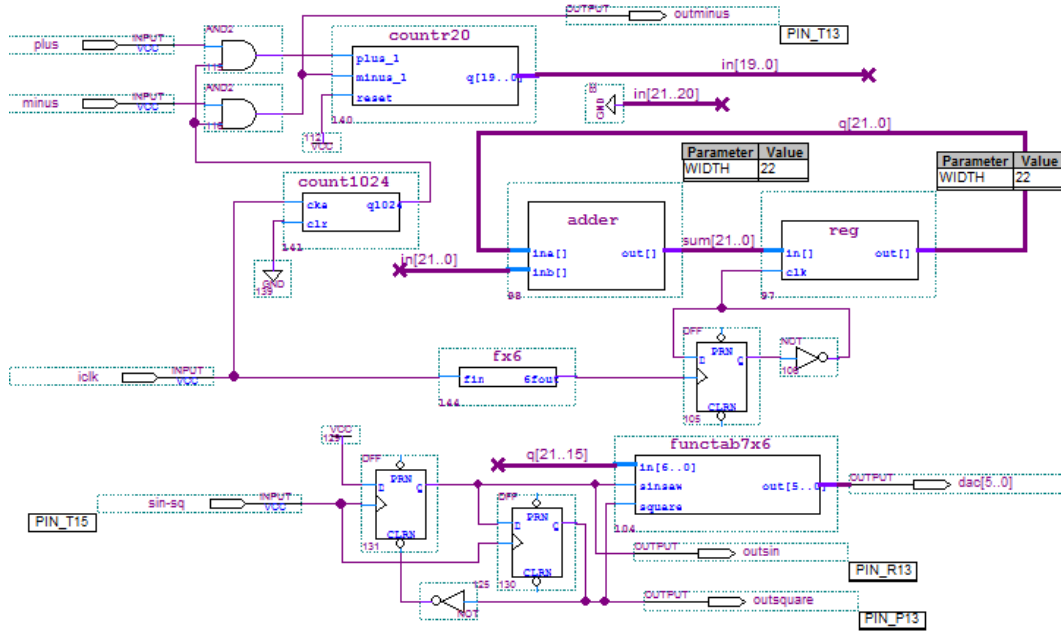 OUTPUT outminus
PIN_T13
plus INPUT VCC
AND2
countr20
plus_1
minus_1 q[19..0]
reset
140
in[19..0]
minus INPUT VCC
AND2
GND
in[21..20]
112 VCC
q[21..0]
Parameter Value
WIDTH 22
Parameter Value
WIDTH 22
count1024
cka q1024
clr
141
GND
139
in[21..0]
adder
ina[] out[]
inb[]
98
sum[21..0]
reg
in[] out[]
clk
97
iclk INPUT VCC
fx6
fin 6fout
144
DFF
PRN
D Q
CLRN
105
NOT
VCC
DFF
PRN
D Q
CLRN
131
sin-sq INPUT VCC
PIN_T15
DFF
PRN
D Q
CLRN
130
NOT
q[21..15]
functab7x6
in[6..0]
sinsaw out[5..0]
square
104
OUTPUT dac[5..0]
OUTPUT outsin
PIN_R13
OUTPUT outsquare
PIN_P13